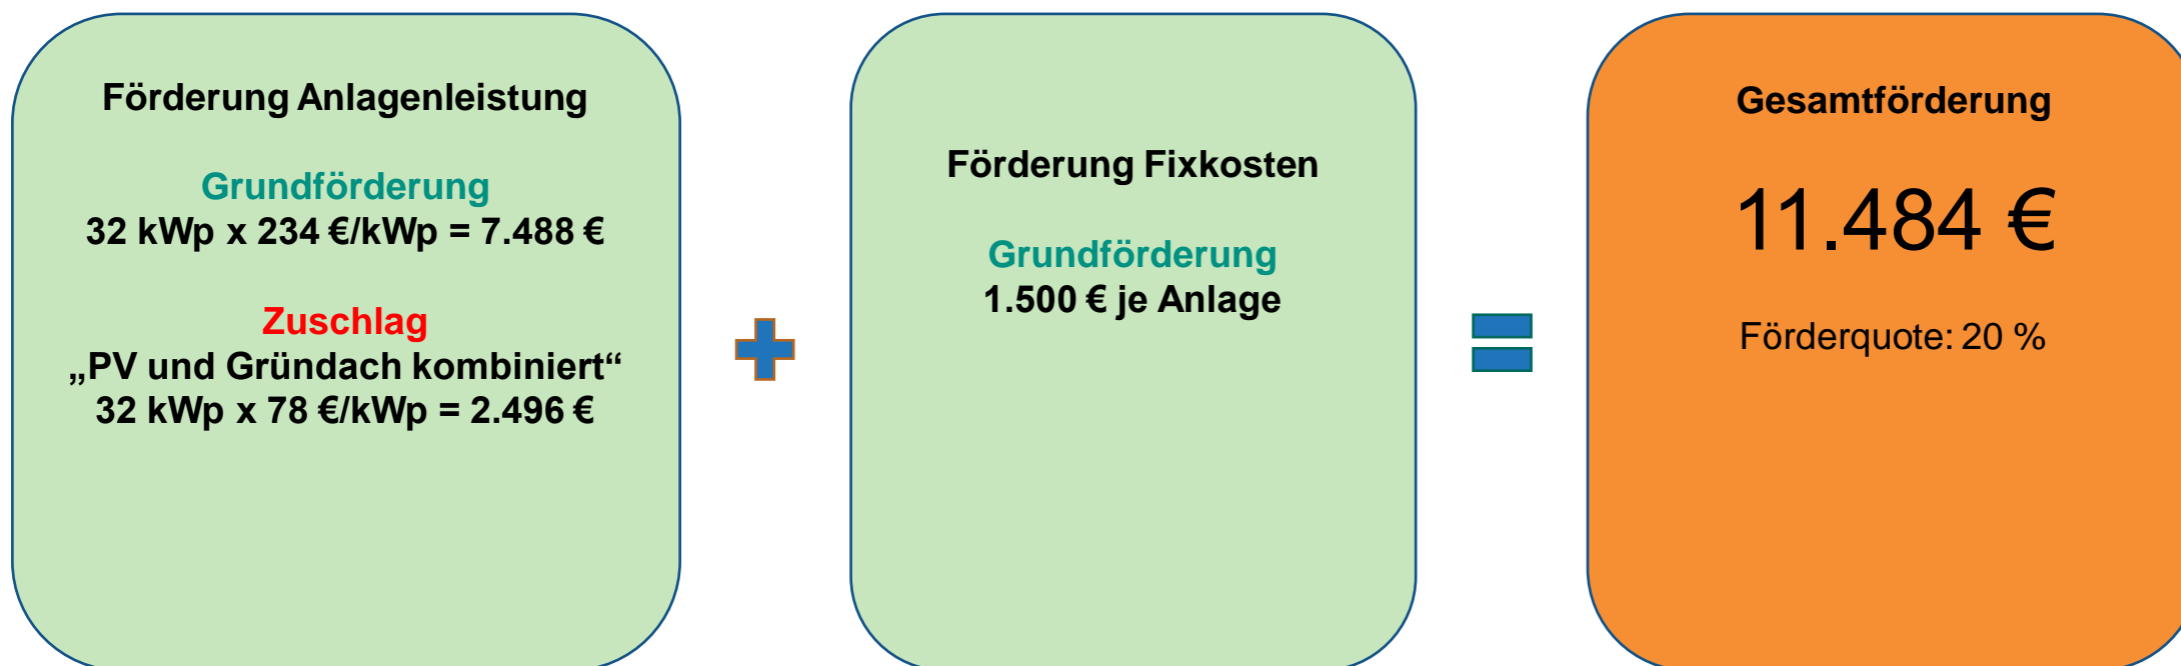 Förderung Anlagenleistung
Grundförderung
32 kWp x 234 €/kWp = 7.488 €
Zuschlag
„PV und Gründach kombiniert“
32 kWp x 78 €/kWp = 2.496 €
Förderung Fixkosten
Grundförderung
1.500 € je Anlage
Gesamtförderung
11.484 €
Förderquote: 20 %